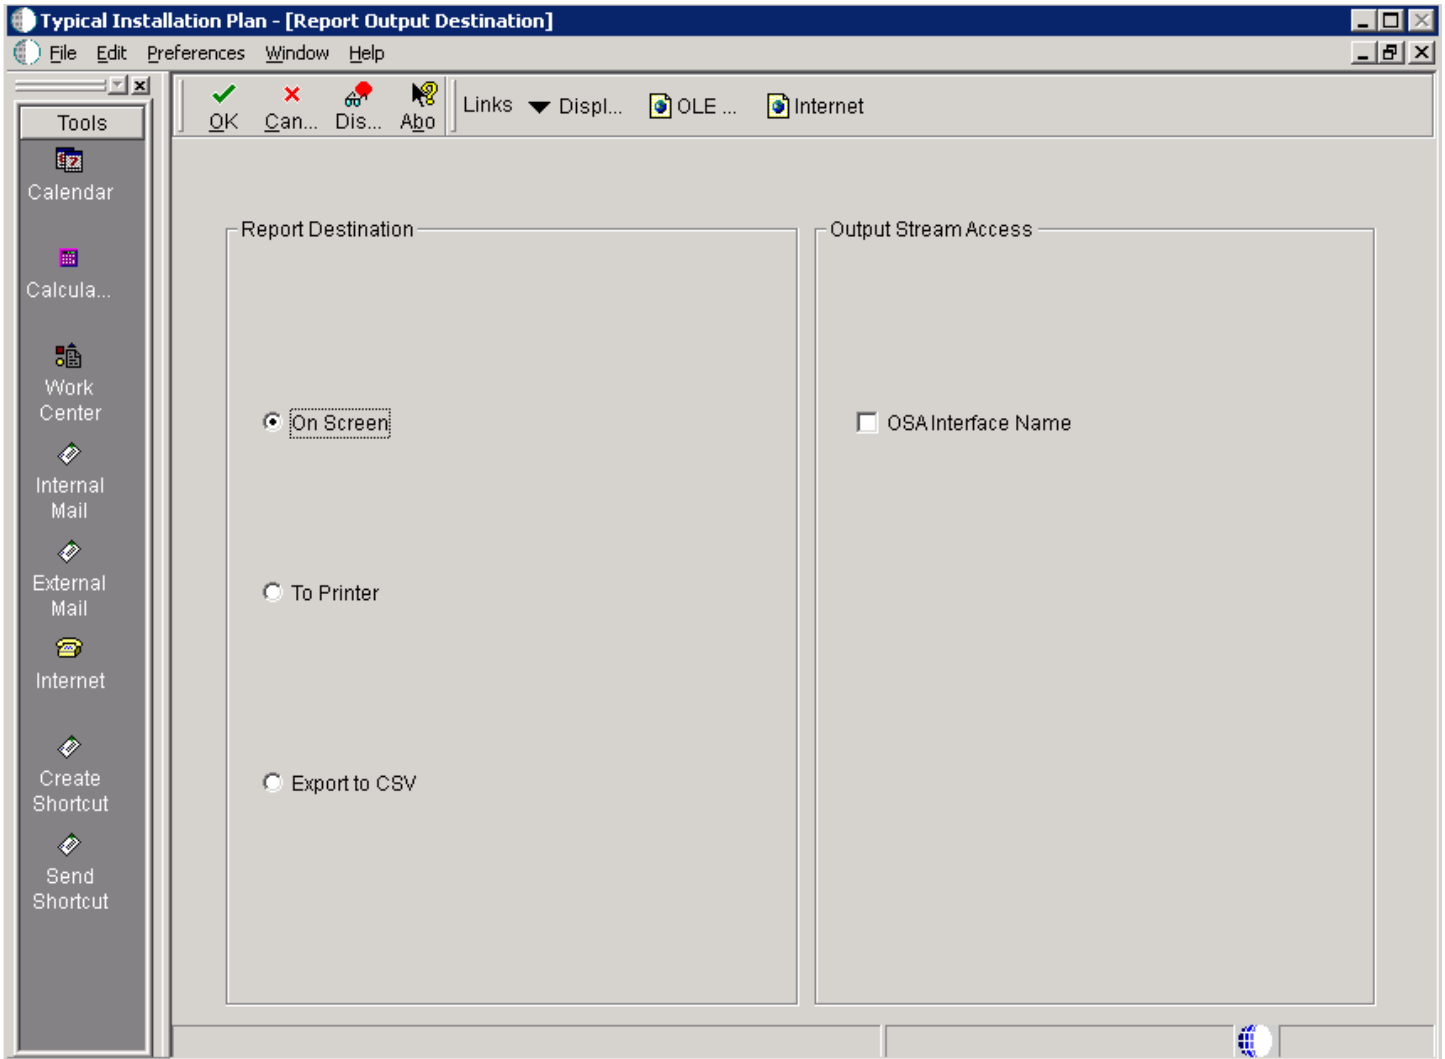 Typical Installation Plan - [Report Output Destination]
File Edit Preferences Window Help
Tools
OK Can... Dis... Abo Links Displ... OLE ... Internet
Calendar
Calcula...
Work
Center
Internal
Mail
External
Mail
Internet
Create
Shortcut
Send
Shortcut
Report Destination
On Screen
To Printer
Export to CSV
Output Stream Access
OSA Interface Name